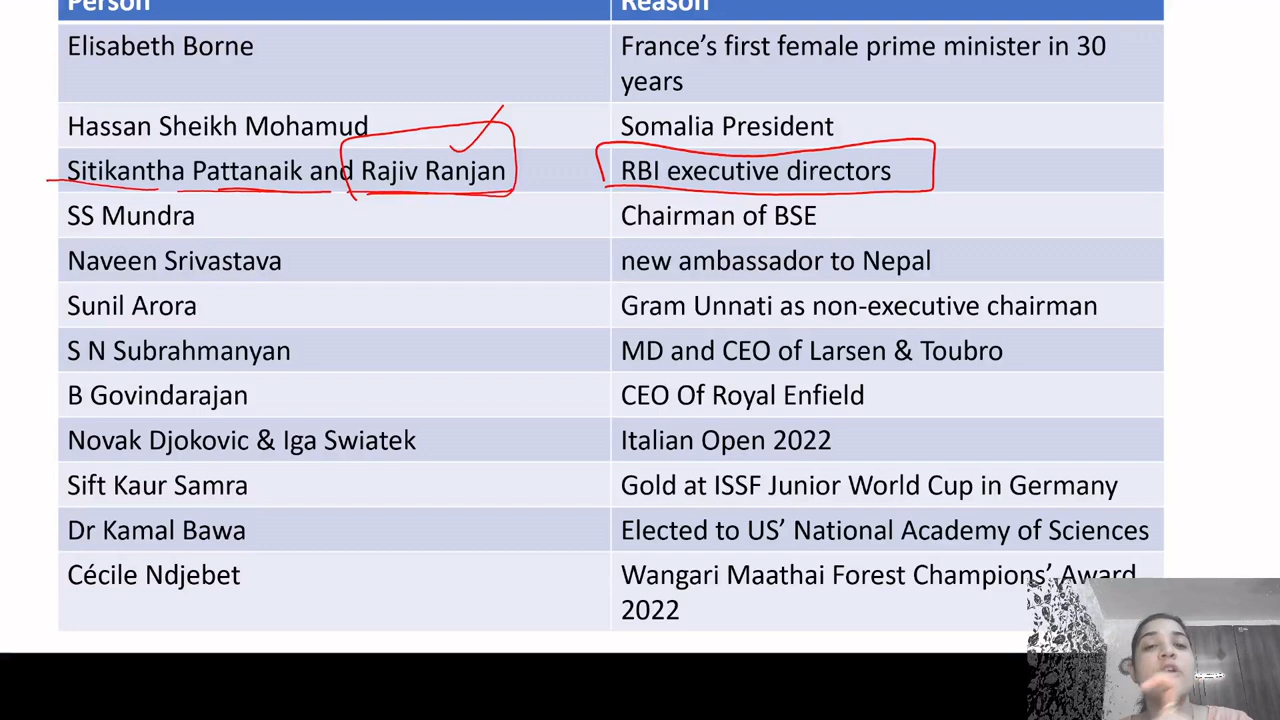 Person Reason
Elisabeth Borne France’s first female prime minister in 30
years
Hassan Sheikh Mohamud Somalia President
Sitikantha Pattanaik and Rajiv Ranjan RBI executive directors
SS Mundra Chairman of BSE
Naveen Srivastava new ambassador to Nepal
Sunil Arora Gram Unnati as non-executive chairman
S N Subrahmanyan MD and CEO of Larsen & Toubro
B Govindarajan CEO Of Royal Enfield
Novak Djokovic & Iga Swiatek Italian Open 2022
Sift Kaur Samra Gold at ISSF Junior World Cup in Germany
Dr Kamal Bawa Elected to US’ National Academy of Sciences
Cécile Ndjebet Wangari Maathai Forest Champions’ Award
2022